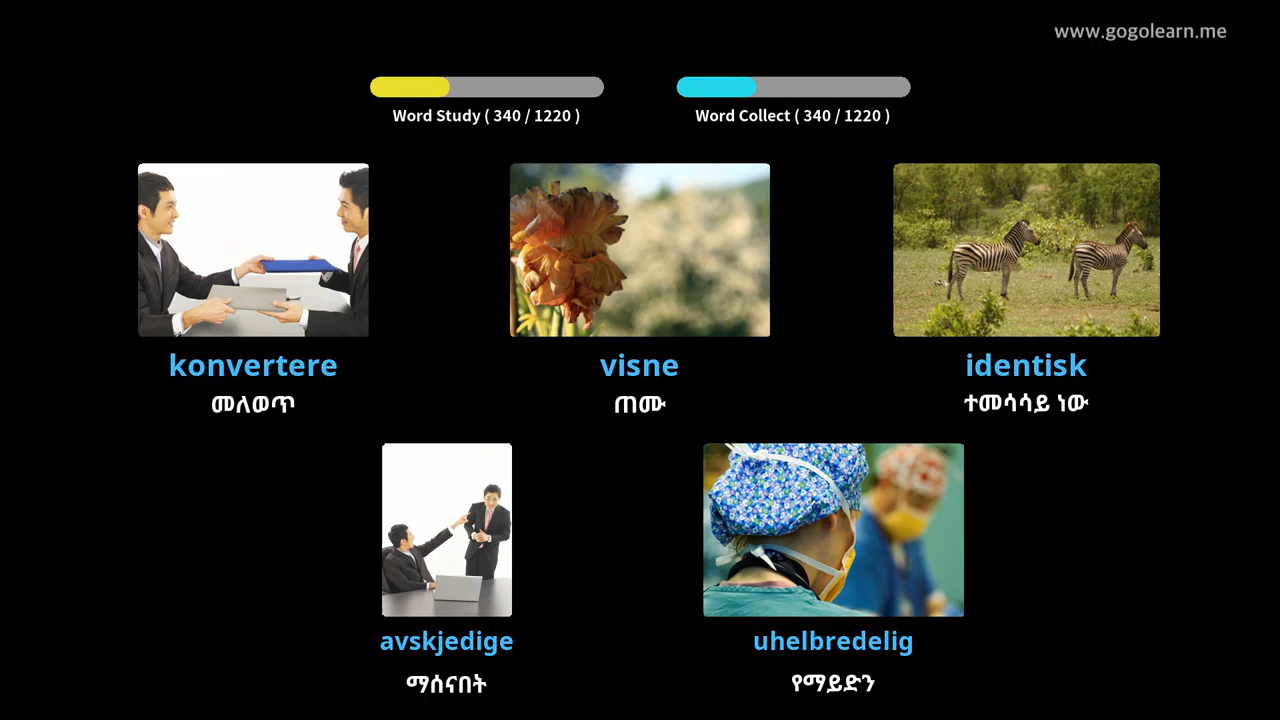 www.gogolearn.me
Word Study ( 340 / 1220 )
Word Collect ( 340 / 1220 )
konvertere
መለወጥ
visne
ጠሙ
identisk
ተመሳሳይ ነው
avskjedige
ማሰናበት
uhelbredelig
የማይድን